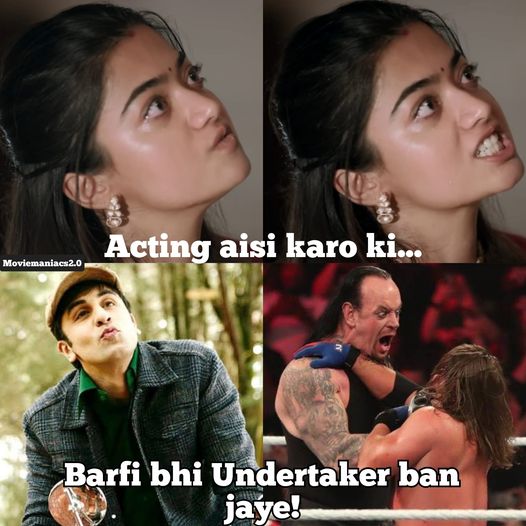 Acting aisi karo ki...
Moviemaniacs2.0
Barfi bhi Undertaker ban
jaye!